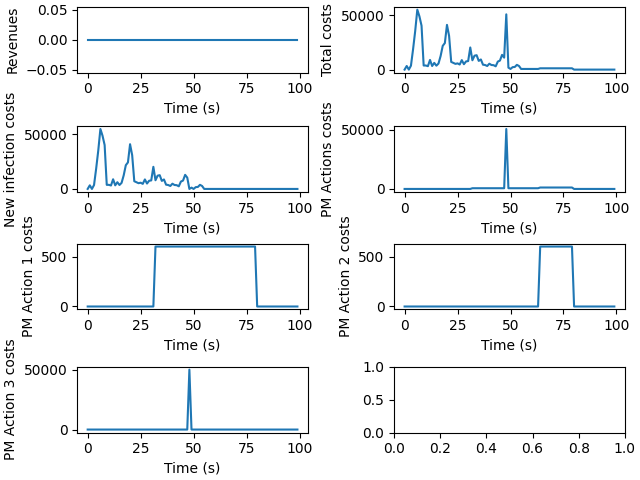 Revenues
0.05
0.00
−0.05
0 25 50 75 100
Time (s)
Total costs
50000
0
0 25 50 75 100
Time (s)
New infection costs
50000
0
0 25 50 75 100
Time (s)
PM Actions costs
50000
0
0 25 50 75 100
Time (s)
PM Action 1 costs
500
0
0 25 50 75 100
Time (s)
PM Action 2 costs
500
0
0 25 50 75 100
Time (s)
PM Action 3 costs
50000
0
0 25 50 75 100
Time (s)
1.0
0.5
0.0
0.0 0.2 0.4 0.6 0.8 1.0